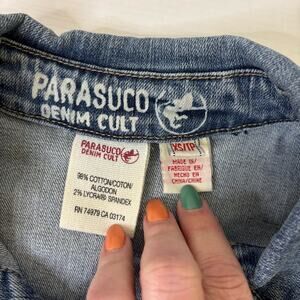 PARASUCO
DENIM CULT
PARASUCO
DENIM CULT
98% COTTON/COTON/
ALGODON
2% LYCRA® SPANDEX
RN 74979 CA 03174
XS/TP
MADE IN/
FABRIQUE EN/
HECHO EN
CHINA/CHINE